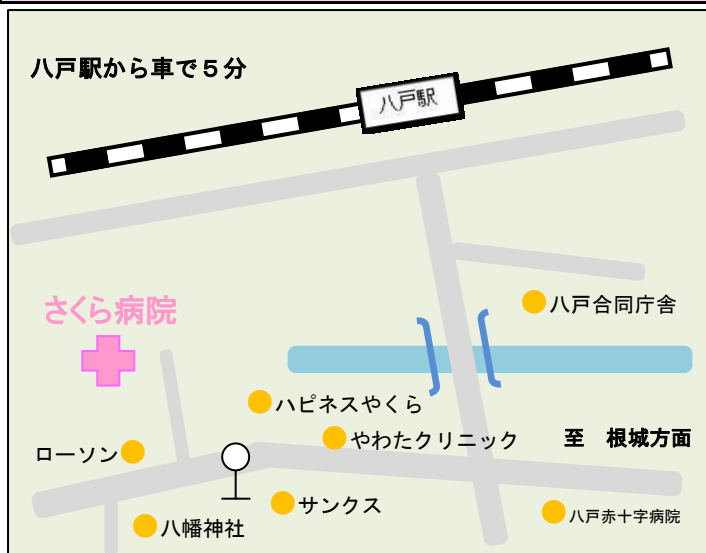 八戸駅から車で５分
八戸駅
八戸合同庁舎
さくら病院
ハピネスやくら
やわたクリニック
至　根城方面
ローソン
サンクス
八戸赤十字病院
八幡神社